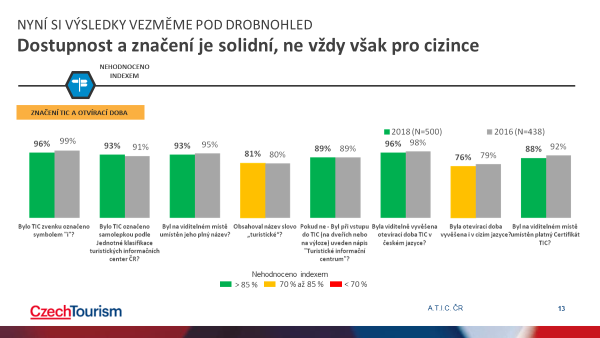 NYNÍ SI VÝSLEDKY VEZMĚME POD DROBNOHLED
Dostupnost a značení je solidní, ne vždy však pro cizince
NEHODNOCENO
INDEXEM
ZNAČENÍ TIC A OTVÍRACÍ DOBA
2018 (N=500)
2016 (N=438)
96%
99%
93%
91%
93%
95%
81%
80%
89%
89%
96%
98%
76%
79%
88%
92%
Bylo TIC zvenku označeno
symbolem "i"?
Bylo TIC označeno
samolepkou podle
Jednotné klasifikace
turistických informačních
center ČR?
Byl na viditelném místě
umístěn jeho plný název?
Obsahoval název slovo
„turistické“?
Pokud ne - Byl při vstupu
do TIC (na dveřích nebo
na výloze) uveden nápis
"Turistické informační
centrum"?
Byla viditelně vyvěšena
otevírací doba TIC v
českém jazyce?
Byla otevírací doba
vyvěšena i v cizím jazyce?
Byl na viditelném místě
umístěn platný Certifikát
TIC?
Nehodnoceno indexem
> 85 %
70 % až 85 %
< 70 %
CzechTourism
A.T.I.C. ČR
13